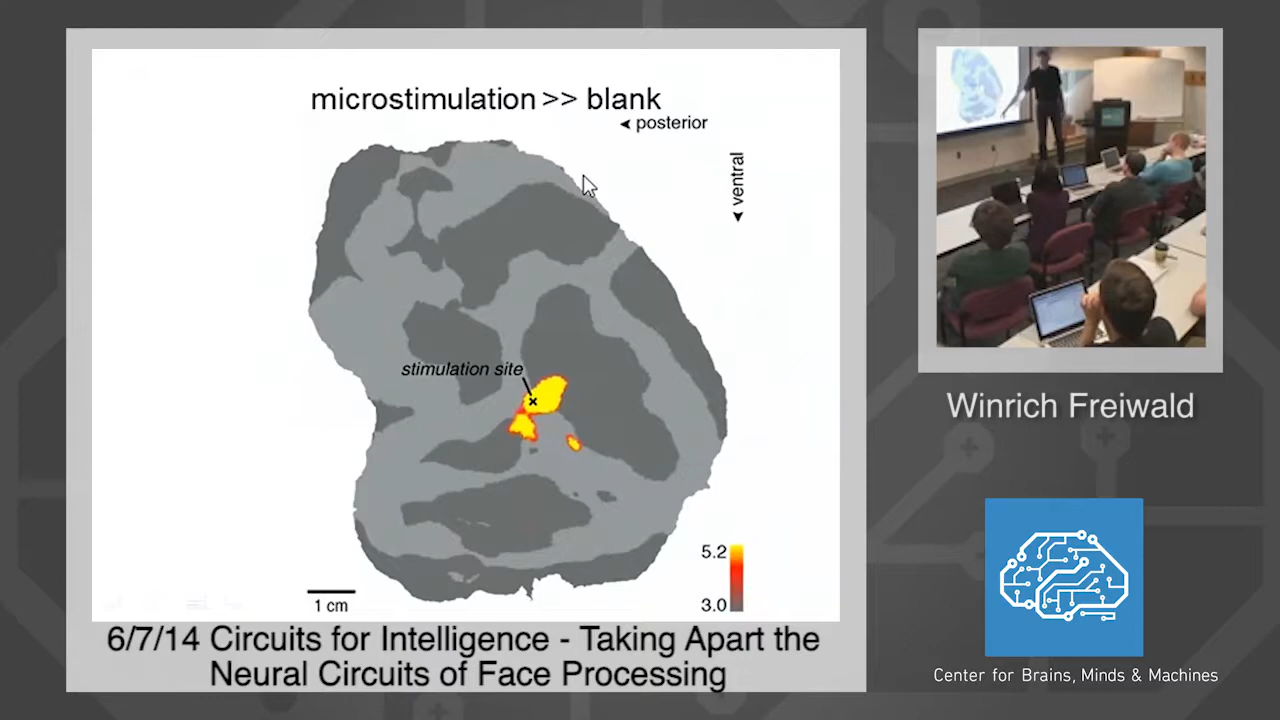 microstimulation >> blank
posterior
ventral
stimulation site
5.2
3.0
1 cm
6/7/14 Circuits for Intelligence - Taking Apart the
Neural Circuits of Face Processing
Winrich Freiwald
Center for Brains, Minds & Machines